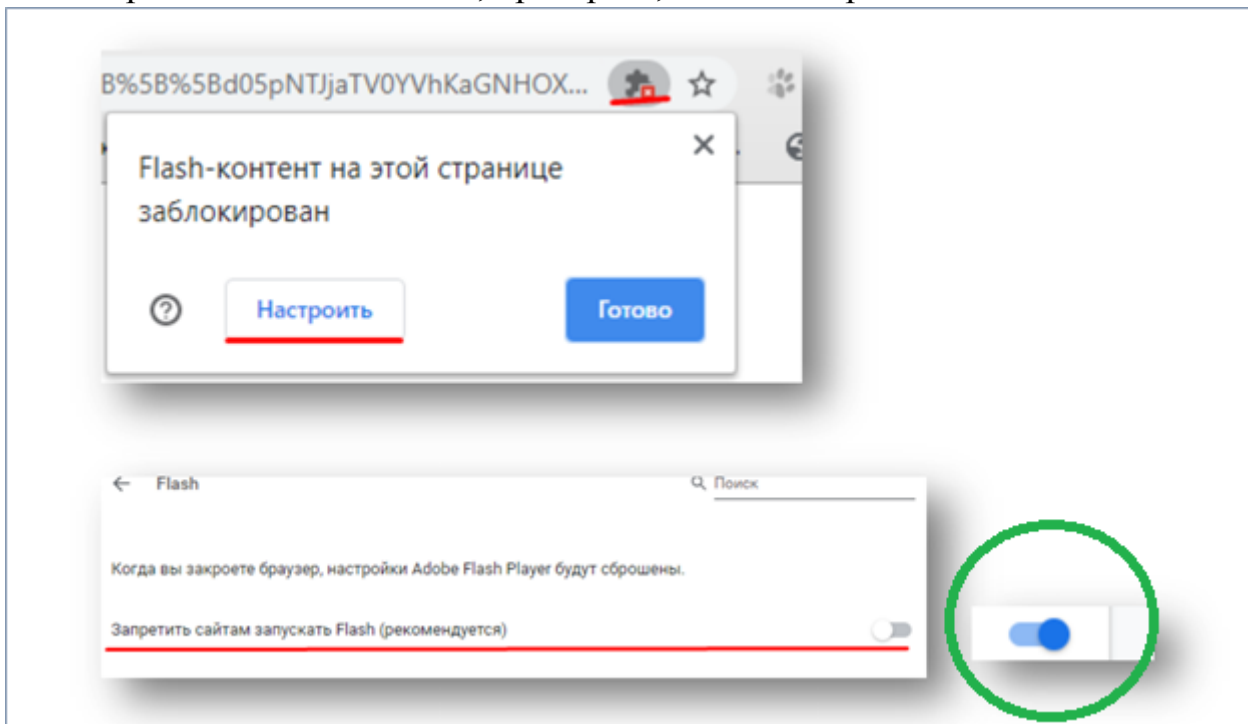 B%5B%5Bd05pNTJjaTV0YVhKaGNHOX...
Flash-контент на этой странице
заблокирован
Настроить
Готово
Flash
Поиск
Когда вы закроете браузер, настройки Adobe Flash Player будут сброшены.
Запретить сайтам запускать Flash (рекомендуется)